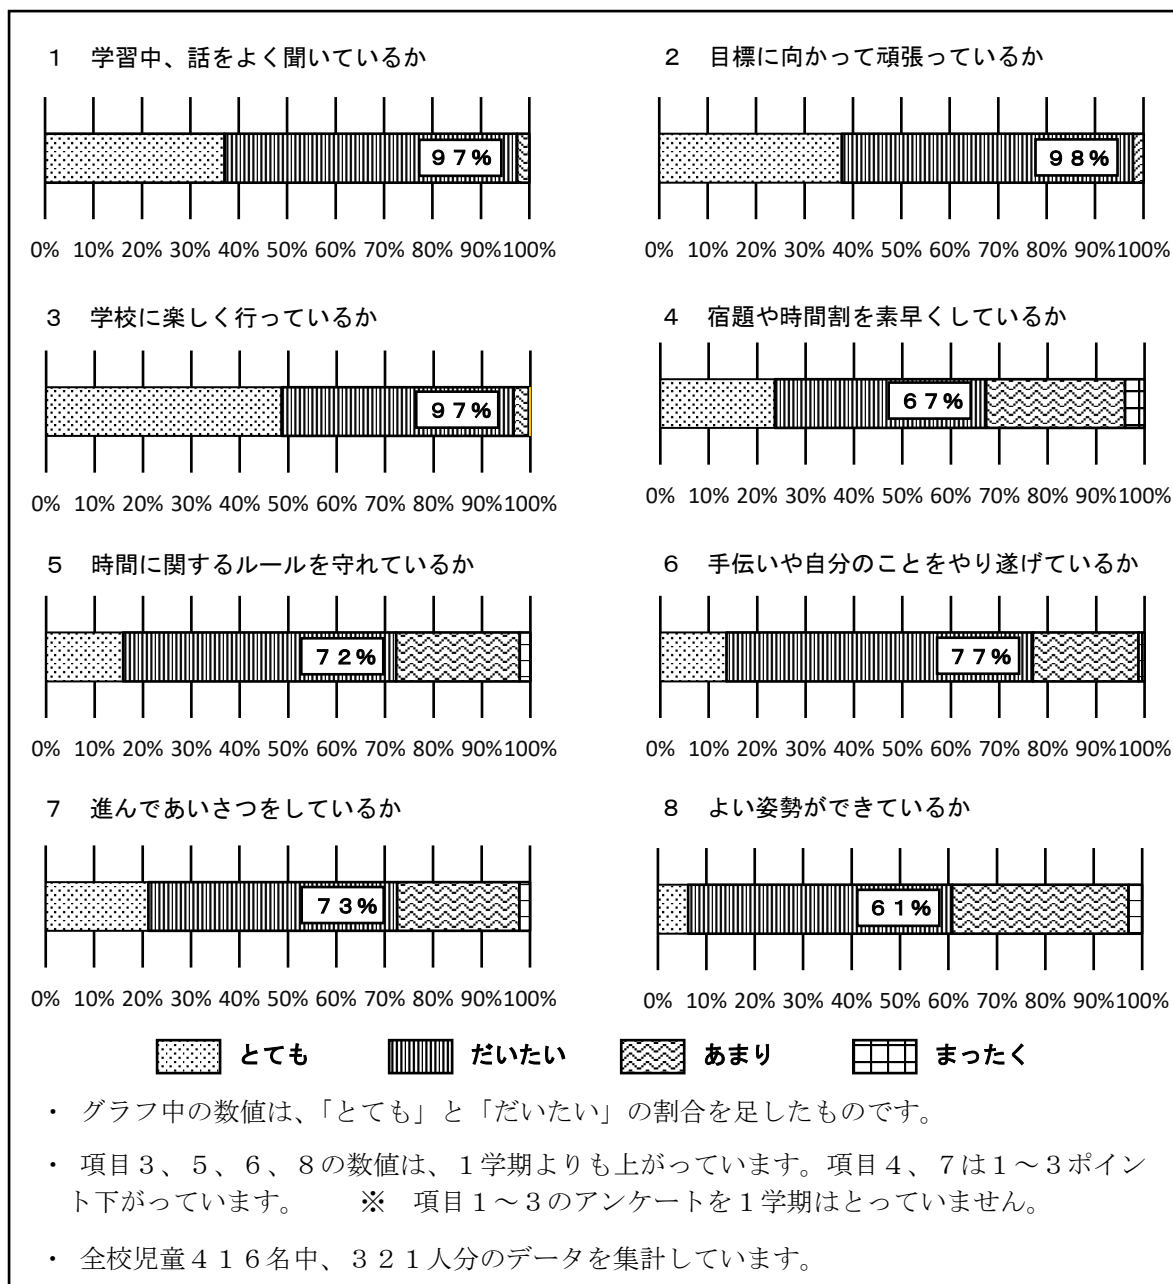 １　学習中、話をよく聞いているか
９７%
0% 10% 20% 30% 40% 50% 60% 70% 80% 90%100%
２　目標に向かって頑張っているか
９８%
0% 10% 20% 30% 40% 50% 60% 70% 80% 90%100%
３　学校に楽しく行っているか
９７%
0% 10% 20% 30% 40% 50% 60% 70% 80% 90%100%
４　宿題や時間割を素早くしているか
６７%
0% 10% 20% 30% 40% 50% 60% 70% 80% 90%100%
５　時間に関するルールを守れているか
７２%
0% 10% 20% 30% 40% 50% 60% 70% 80% 90%100%
６　手伝いや自分のことをやり遂げているか
７７%
0% 10% 20% 30% 40% 50% 60% 70% 80% 90%100%
７　進んであいさつをしているか
７３%
0% 10% 20% 30% 40% 50% 60% 70% 80% 90%100%
８　よい姿勢ができているか
６１%
0% 10% 20% 30% 40% 50% 60% 70% 80% 90%100%
とても　だいたい　あまり　まったく
・ グラフ中の数値は、「とても」と「だいたい」の割合を足したものです。
・ 項目３、５、６、８の数値は、１学期よりも上がっています。項目４、７は１～３ポイン
ト下がっています。　　※　項目１～３のアンケートを１学期はとっていません。
・ 全校児童４１６名中、３２１人分のデータを集計しています。